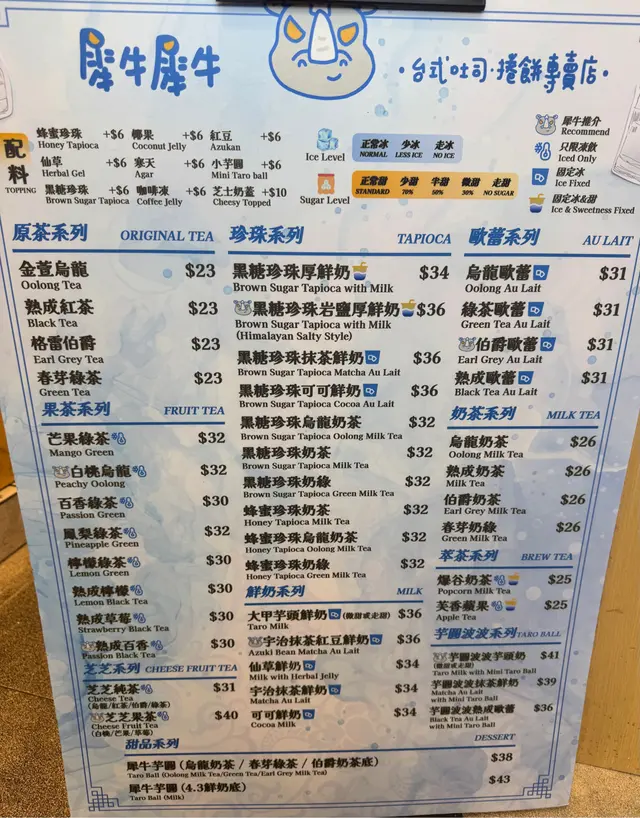 犀牛犀牛
·台式吐司·捲餅專賣店·
配料
TOPPING
蜂蜜珍珠 +$6 椰果 +$6 紅豆 +$6
Honey Tapioca Coconut Jelly Azukan
仙草 +$6 寒天 +$6 小芋圓 +$6
Herbal Gel Agar Mini Taro ball
黑糖珍珠 +$6 咖啡凍 +$6 芝士奶蓋 +$10
Brown Sugar Tapioca Coffee Jelly Cheesy Topped
Ice Level
正常冰 少冰 走冰
NORMAL LESS ICE NO ICE
Sugar Level
正常甜 少甜 半甜 微甜 走甜
STANDARD 70% 50% 30% NO SUGAR
犀牛推介
Recommend
只限凍飲
Iced Only
固定冰
Ice Fixed
固定冰&甜
Ice & Sweetness Fixed
原茶系列 ORIGINAL TEA
金萱烏龍 $23
Oolong Tea
熟成紅茶 $23
Black Tea
格雷伯爵 $23
Earl Grey Tea
春芽綠茶 $23
Green Tea
果茶系列 FRUIT TEA
芒果綠茶 $32
Mango Green
白桃烏龍 $32
Peachy Oolong
百香綠茶 $30
Passion Green
鳳梨綠茶 $32
Pineapple Green
檸檬綠茶 $30
Lemon Green
熟成檸檬 $30
Lemon Black Tea
熟成草莓 $30
Strawberry Black Tea
熟成百香 $30
Passion Black Tea
芝芝系列 CHEESE FRUIT TEA
芝芝純茶 $31
Cheese Tea
(烏龍/紅茶/伯爵/綠茶)
芝芝果茶 $40
Cheese Fruit Tea
(白桃/芒果/草莓)
珍珠系列 TAPIOCA
黑糖珍珠厚鮮奶 $34
Brown Sugar Tapioca with Milk
黑糖珍珠岩鹽厚鮮奶 $36
Brown Sugar Tapioca with Milk
(Himalayan Salty Style)
黑糖珍珠抹茶鮮奶 $36
Brown Sugar Tapioca Matcha Au Lait
黑糖珍珠可可鮮奶 $36
Brown Sugar Tapioca Cocoa Au Lait
黑糖珍珠烏龍奶茶 $32
Brown Sugar Tapioca Oolong Milk Tea
黑糖珍珠奶茶 $32
Brown Sugar Tapioca Milk Tea
黑糖珍珠奶綠 $32
Brown Sugar Tapioca Green Milk Tea
蜂蜜珍珠奶茶 $32
Honey Tapioca Milk Tea
蜂蜜珍珠烏龍奶茶 $32
Honey Tapioca Oolong Milk Tea
蜂蜜珍珠奶綠 $32
Honey Tapioca Green Milk Tea
鮮奶系列 MILK
大甲芋頭鮮奶 (微甜或走甜) $36
Taro Milk
宇治抹茶紅豆鮮奶 $36
Azuki Bean Matcha Au Lait
仙草鮮奶 $34
Milk with Herbal Jelly
宇治抹茶鮮奶 $34
Matcha Au Lait
可可鮮奶 $34
Cocoa Milk
歐蕾系列 AU LAIT
烏龍歐蕾 $31
Oolong Au Lait
綠茶歐蕾 $31
Green Tea Au Lait
伯爵歐蕾 $31
Earl Grey Au Lait
熟成歐蕾 $31
Black Tea Au Lait
奶茶系列 MILK TEA
烏龍奶茶 $26
Oolong Milk Tea
熟成奶茶 $26
Milk Tea
伯爵奶茶 $26
Earl Grey Milk Tea
春芽奶綠 $26
Green Milk Tea
萃茶系列 BREW TEA
爆谷奶茶 $25
Popcorn Milk Tea
芙香蘋果 $25
Apple Tea
芋圓波波系列 TARO BALL
芋圓波波芋頭奶 $41
(微甜或走甜)
Taro Milk with Mini Taro Ball
芋圓波波抹茶鮮奶 $39
Matcha Au Lait
with Mini Taro Ball
芋圓波波熟成歐蕾 $36
Black Tea Au Lait
with Mini Taro Ball
甜品系列 DESSERT
犀牛芋圓 (烏龍奶茶 / 春芽綠茶 / 伯爵奶茶底) $38
Taro Ball (Oolong Milk Tea/Green Tea/Earl Grey Milk Tea)
犀牛芋圓 (4.3鮮奶底) $43
Taro Ball (Milk)